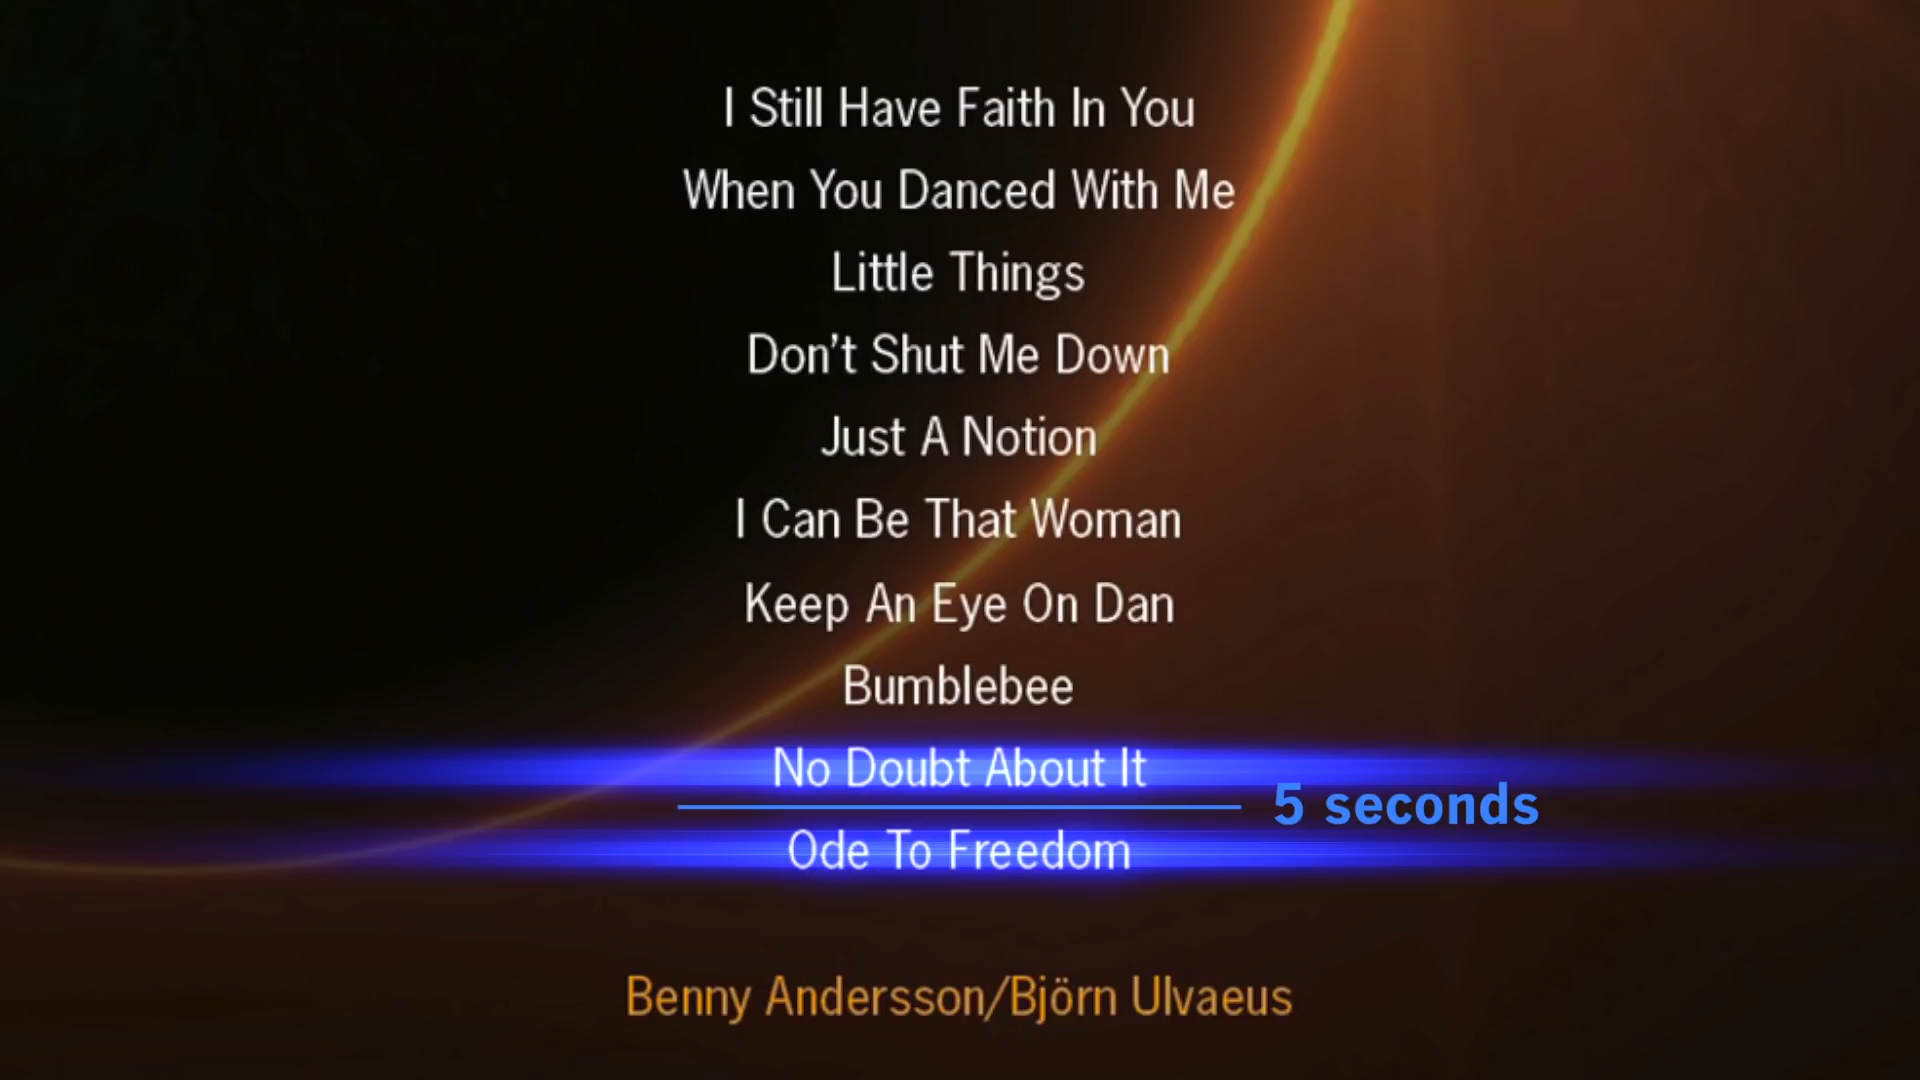 I Still Have Faith In You
When You Danced With Me
Little Things
Don’t Shut Me Down
Just A Notion
I Can Be That Woman
Keep An Eye On Dan
Bumblebee
No Doubt About It
5 seconds
Ode To Freedom
Benny Andersson/Björn Ulvaeus